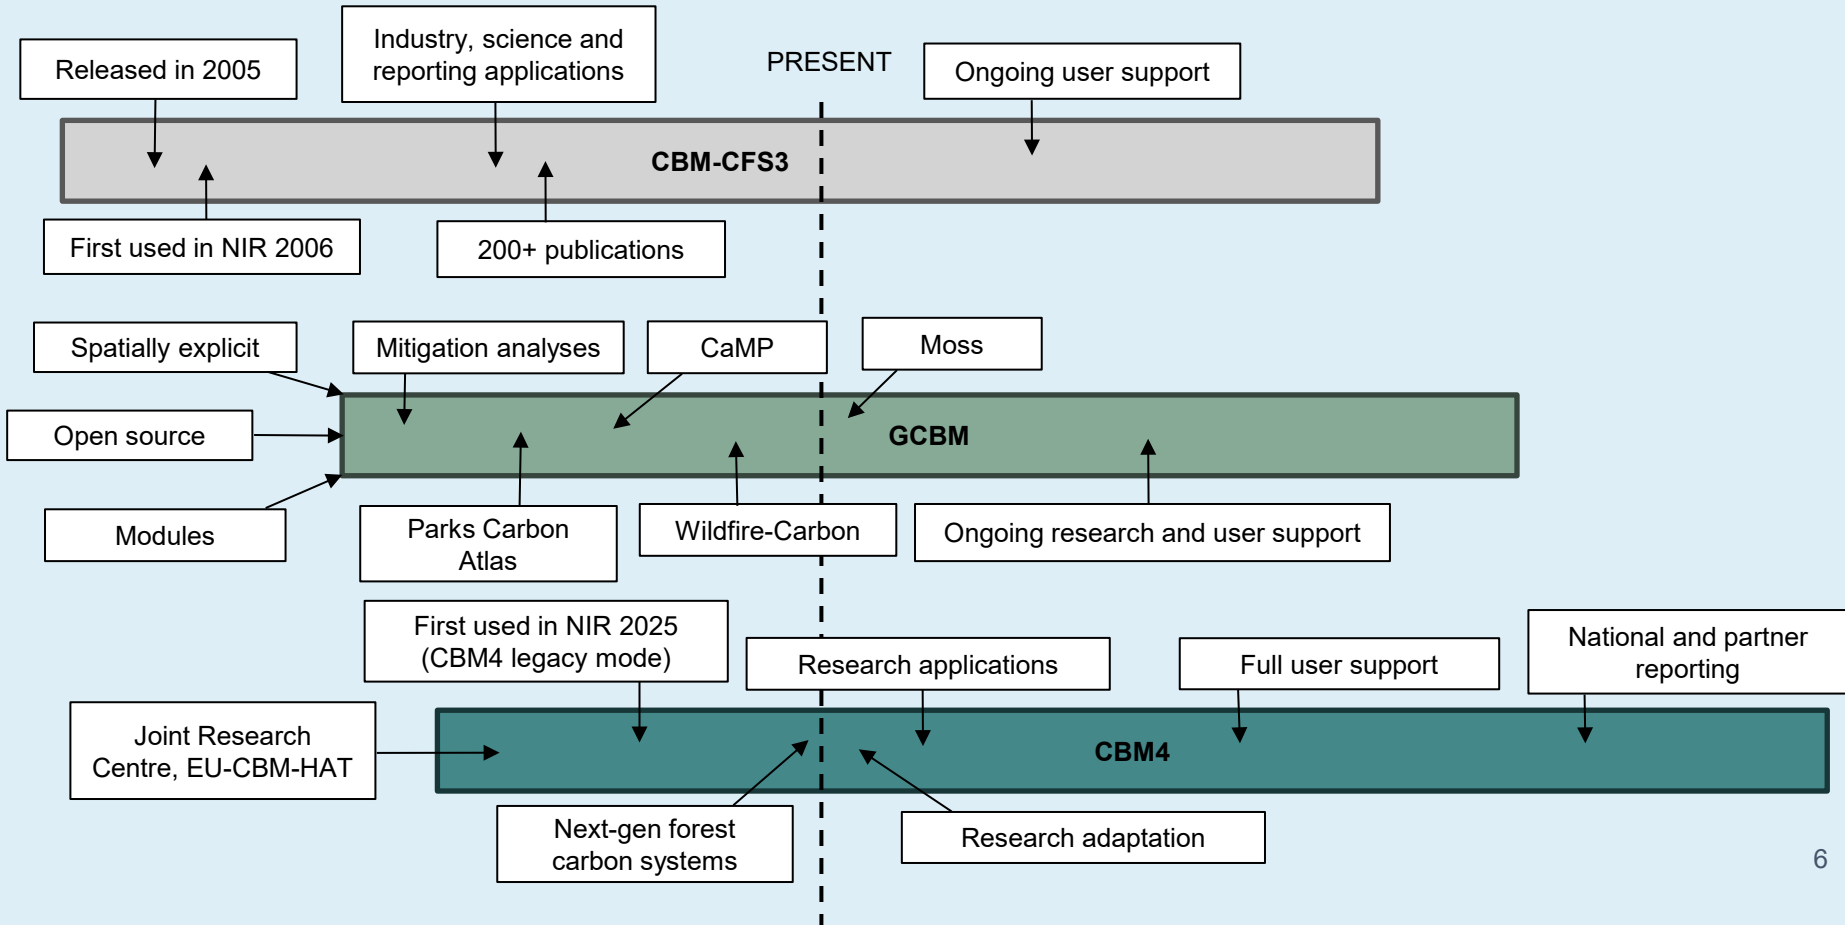 Released in 2005
Industry, science and
reporting applications
PRESENT
Ongoing user support
CBM-CFS3
First used in NIR 2006
200+ publications
Spatially explicit
Mitigation analyses
CaMP
Moss
Open source
GCBM
Modules
Parks Carbon
Atlas
Wildfire-Carbon
Ongoing research and user support
First used in NIR 2025
(CBM4 legacy mode)
Research applications
Full user support
National and partner
reporting
Joint Research
Centre, EU-CBM-HAT
CBM4
Next-gen forest
carbon systems
Research adaptation
6